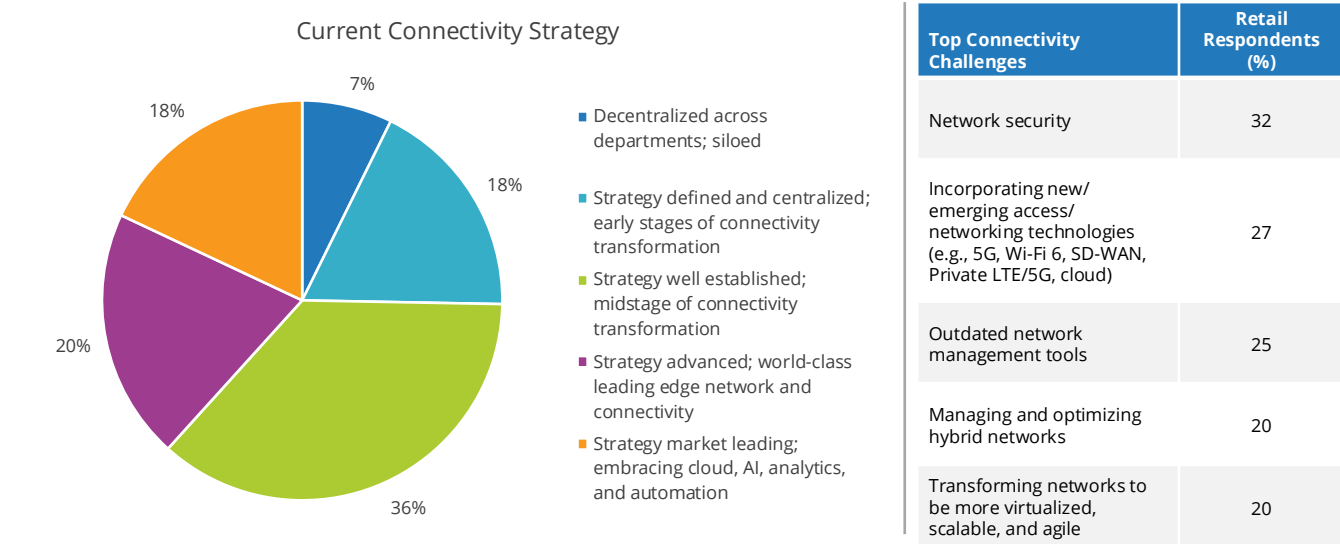 Current Connectivity Strategy
7%
18%
18%
20%
36%
Decentralized across
departments; siloed
Strategy defined and centralized;
early stages of connectivity
transformation
Strategy well established;
midstage of connectivity
transformation
Strategy advanced; world-class
leading edge network and
connectivity
Strategy market leading;
embracing cloud, AI, analytics,
and automation
Top Connectivity
Challenges
Retail
Respondents
(%)
Network security
32
Incorporating new/
emerging access/
networking technologies
(e.g., 5G, Wi-Fi 6, SD-WAN,
Private LTE/5G, cloud)
27
Outdated network
management tools
25
Managing and optimizing
hybrid networks
20
Transforming networks to
be more virtualized,
scalable, and agile
20